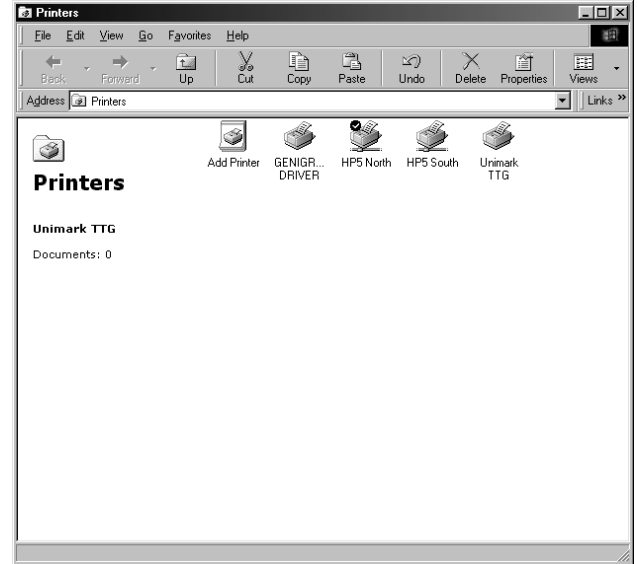 Printers
File Edit View Go Favorites Help
Back Forward Up Cut Copy Paste Undo Delete Properties Views
Address Printers Links »
Printers
Unimark TTG
Documents: 0
Add Printer
GENIGR...
DRIVER
HP5 North
HP5 South
Unimark
TTG